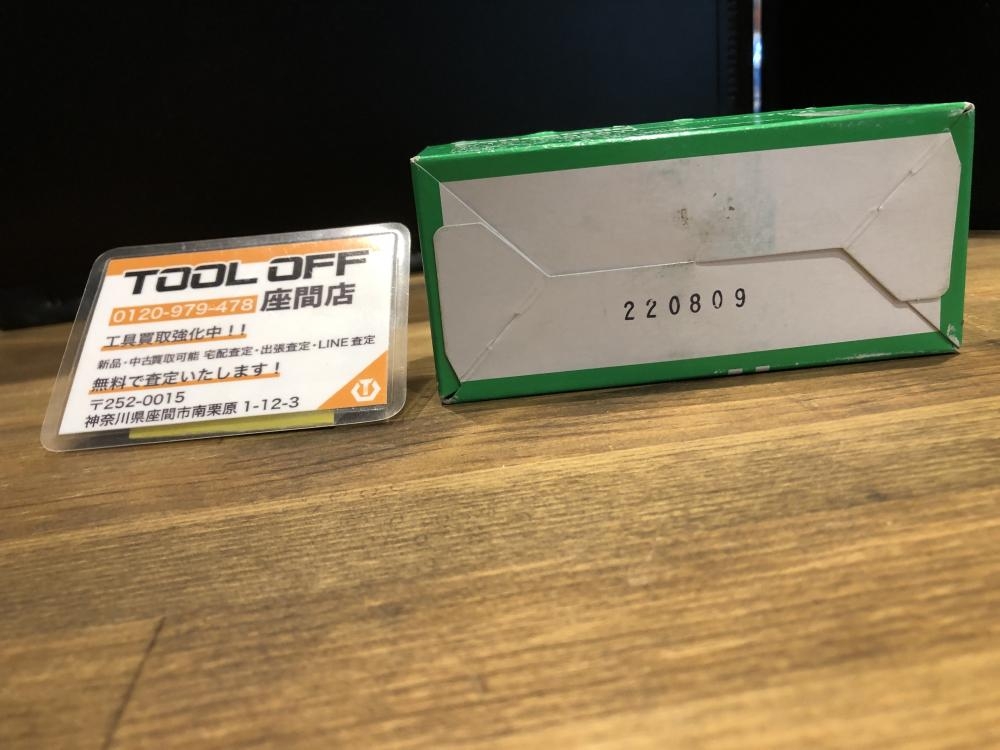 TOOL OFF
0120-979-478 座間店
工具買取強化中!!
新品・中古買取可能 宅配査定・出張査定・LINE査定
無料で査定いたします!
〒252-0015
神奈川県座間市南栗原 1-12-3
220809